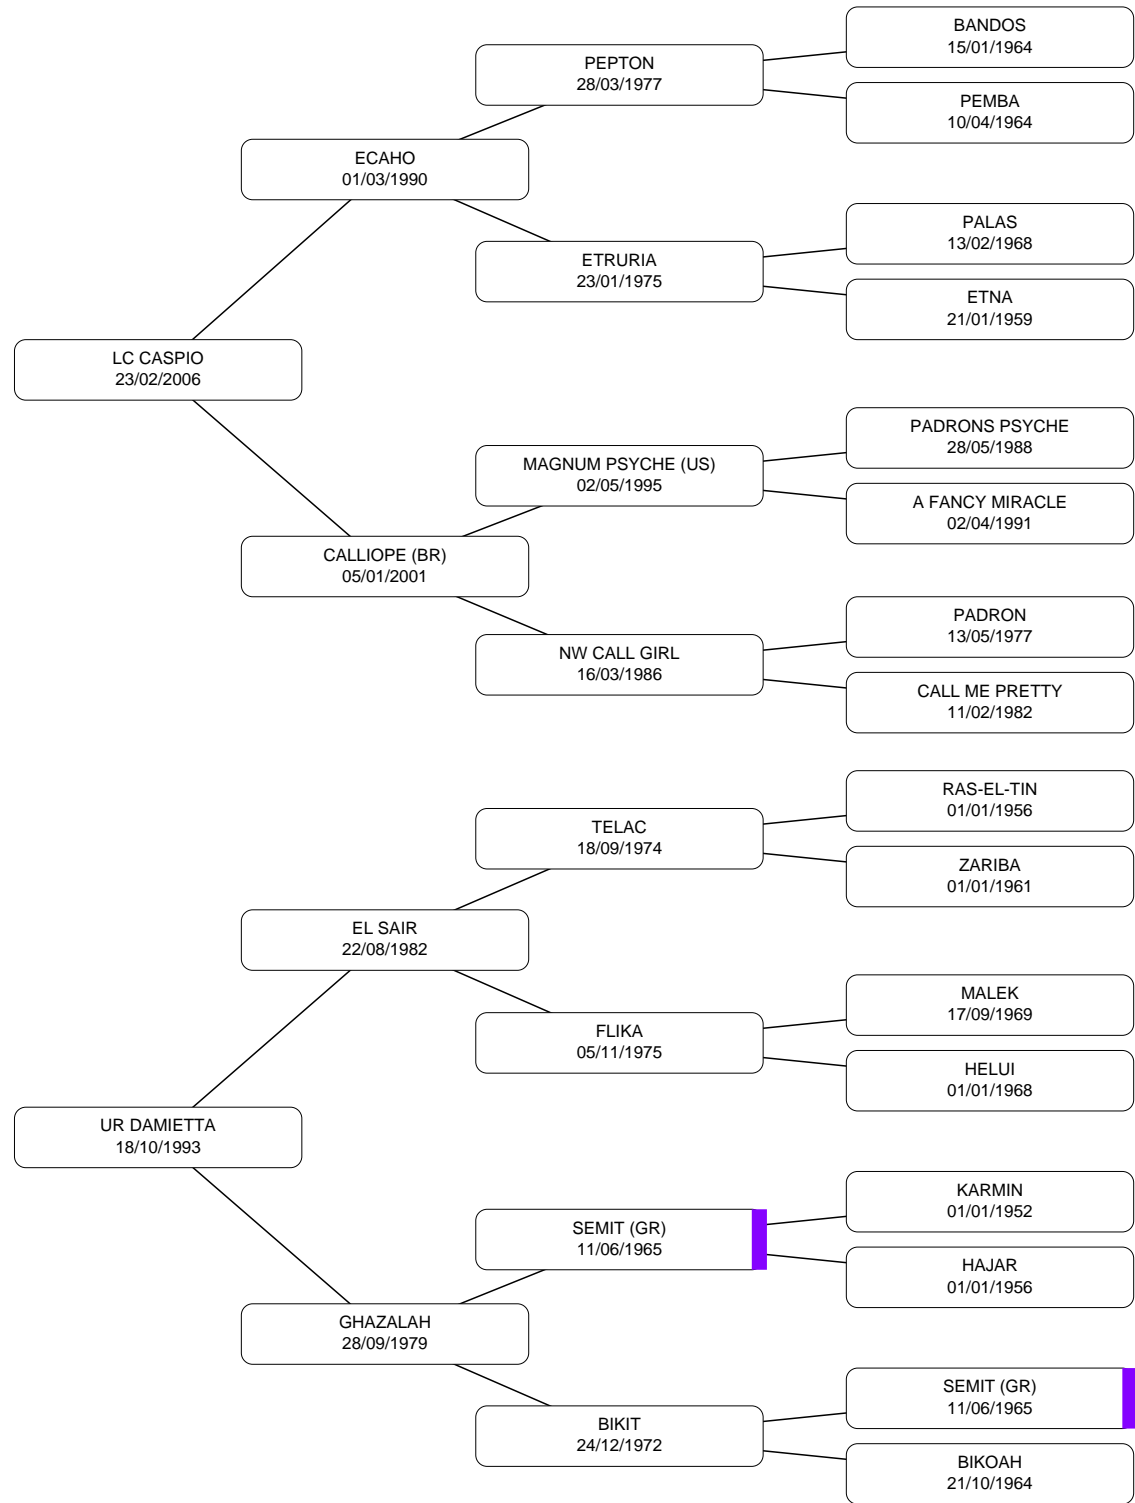 BANDOS
15/01/1964
PEPTON
28/03/1977
PEMBA
10/04/1964
ECAHO
01/03/1990
PALAS
13/02/1968
ETRURIA
23/01/1975
ETNA
21/01/1959
LC CASPIO
23/02/2006
PADRONS PSYCHE
28/05/1988
MAGNUM PSYCHE (US)
02/05/1995
A FANCY MIRACLE
02/04/1991
CALLIOPE (BR)
05/01/2001
PADRON
13/05/1977
NW CALL GIRL
16/03/1986
CALL ME PRETTY
11/02/1982
RAS-EL-TIN
01/01/1956
TELAC
18/09/1974
ZARIBA
01/01/1961
EL SAIR
22/08/1982
MALEK
17/09/1969
FLIKA
05/11/1975
HELUI
01/01/1968
UR DAMIETTA
18/10/1993
KARMIN
01/01/1952
SEMIT (GR)
11/06/1965
HAJAR
01/01/1956
GHAZALAH
28/09/1979
SEMIT (GR)
11/06/1965
BIKIT
24/12/1972
BIKOAH
21/10/1964